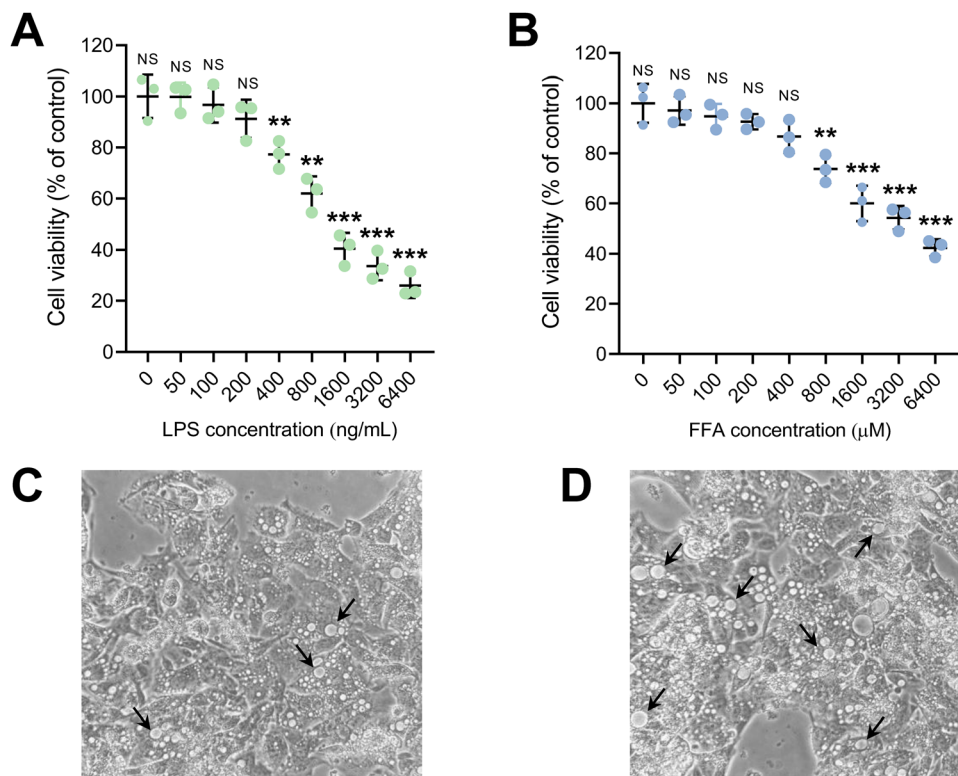 A
Cell viability (% of control)
120
100
80
60
40
20
0
NS
NS
NS
NS
**
**
***
***
***
0
50
100
200
400
800
1600
3200
6400
LPS concentration (ng/mL)
B
Cell viability (% of control)
120
100
80
60
40
20
0
NS
NS
NS
NS
NS
**
***
***
***
0
50
100
200
400
800
1600
3200
6400
FFA concentration (μM)
C
D